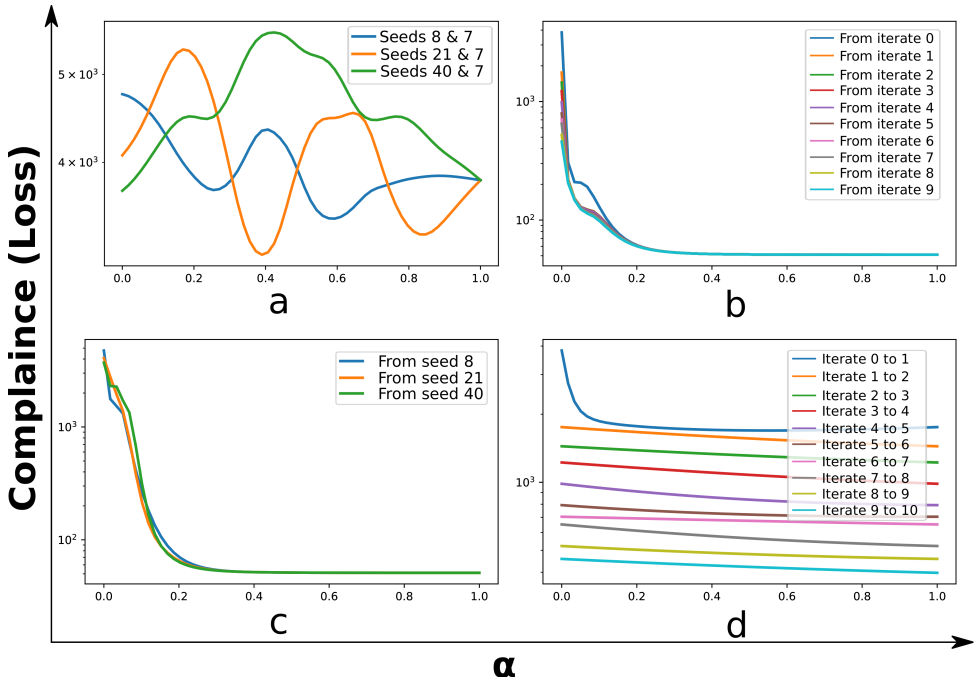 Complaince (Loss)
5 × 10³
4 × 10³
Seeds 8 & 7
Seeds 21 & 7
Seeds 40 & 7
0.0 0.2 0.4 0.6 0.8 1.0
a
10³
10²
From iterate 0
From iterate 1
From iterate 2
From iterate 3
From iterate 4
From iterate 5
From iterate 6
From iterate 7
From iterate 8
From iterate 9
0.0 0.2 0.4 0.6 0.8 1.0
b
10³
10²
From seed 8
From seed 21
From seed 40
0.0 0.2 0.4 0.6 0.8 1.0
c
10³
Iterate 0 to 1
Iterate 1 to 2
Iterate 2 to 3
Iterate 3 to 4
Iterate 4 to 5
Iterate 5 to 6
Iterate 6 to 7
Iterate 7 to 8
Iterate 8 to 9
Iterate 9 to 10
0.0 0.2 0.4 0.6 0.8 1.0
d
α